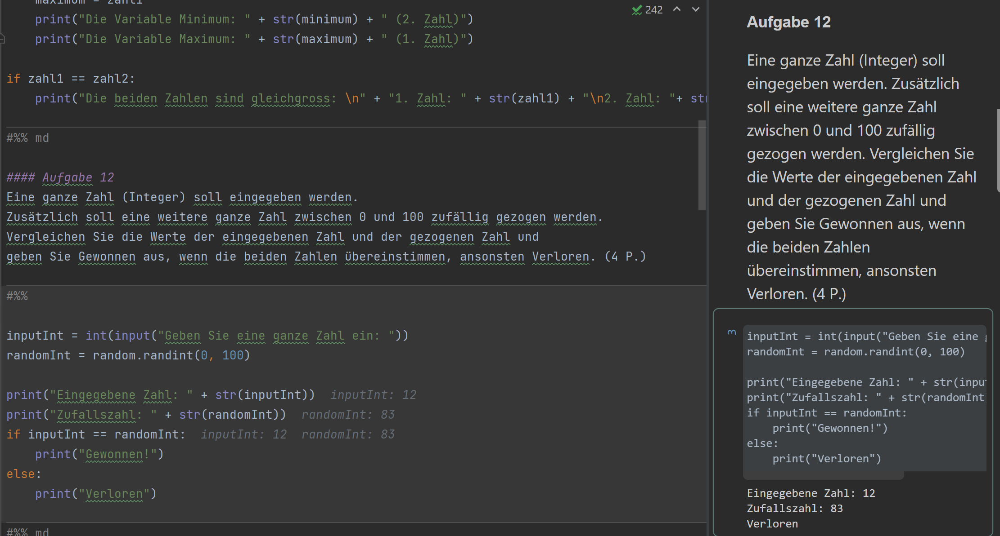 maximum = zahl1
print("Die Variable Minimum: " + str(minimum) + " (2. Zahl)")
print("Die Variable Maximum: " + str(maximum) + " (1. Zahl)")
if zahl1 == zahl2:
print("Die beiden Zahlen sind gleichgross: \n" + "1. Zahl: " + str(zahl1) + "\n2. Zahl: "+ str
#%% md
#### Aufgabe 12
Eine ganze Zahl (Integer) soll eingegeben werden.
Zusätzlich soll eine weitere ganze Zahl zwischen 0 und 100 zufällig gezogen werden.
Vergleichen Sie die Werte der eingegebenen Zahl und der gezogenen Zahl und
geben Sie Gewonnen aus, wenn die beiden Zahlen übereinstimmen, ansonsten Verloren. (4 P.)
#%%
inputInt = int(input("Geben Sie eine ganze Zahl ein: "))
randomInt = random.randint(0, 100)
print("Eingegebene Zahl: " + str(inputInt)) inputInt: 12
print("Zufallszahl: " + str(randomInt)) randomInt: 83
if inputInt == randomInt: inputInt: 12 randomInt: 83
print("Gewonnen!")
else:
print("Verloren")
#%% md
242
Aufgabe 12
Eine ganze Zahl (Integer) soll
eingegeben werden. Zusätzlich
soll eine weitere ganze Zahl
zwischen 0 und 100 zufällig
gezogen werden. Vergleichen Sie
die Werte der eingegebenen Zahl
und der gezogenen Zahl und
geben Sie Gewonnen aus, wenn
die beiden Zahlen
übereinstimmen, ansonsten
Verloren. (4 P.)
3
inputInt = int(input("Geben Sie eine
randomInt = random.randint(0, 100)
print("Eingegebene Zahl: " + str(input
print("Zufallszahl: " + str(randomInt)
if inputInt == randomInt:
print("Gewonnen!")
else:
print("Verloren")
Eingegebene Zahl: 12
Zufallszahl: 83
Verloren